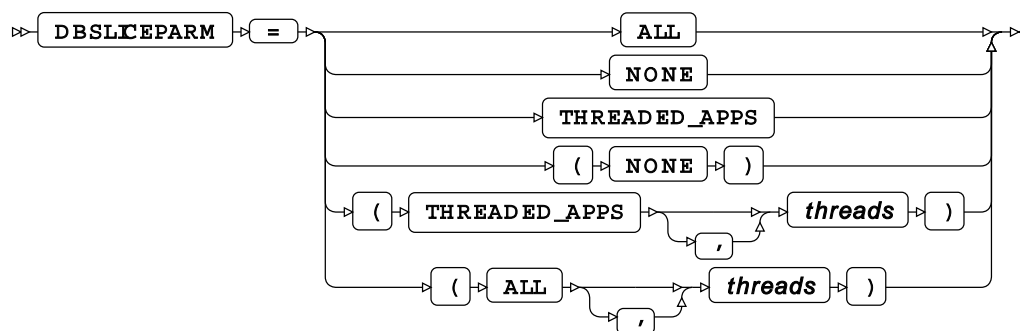 DBSLICEPARM = ALL
NONE
THREADED_APPS
( NONE )
( THREADED_APPS , threads )
( ALL , threads )